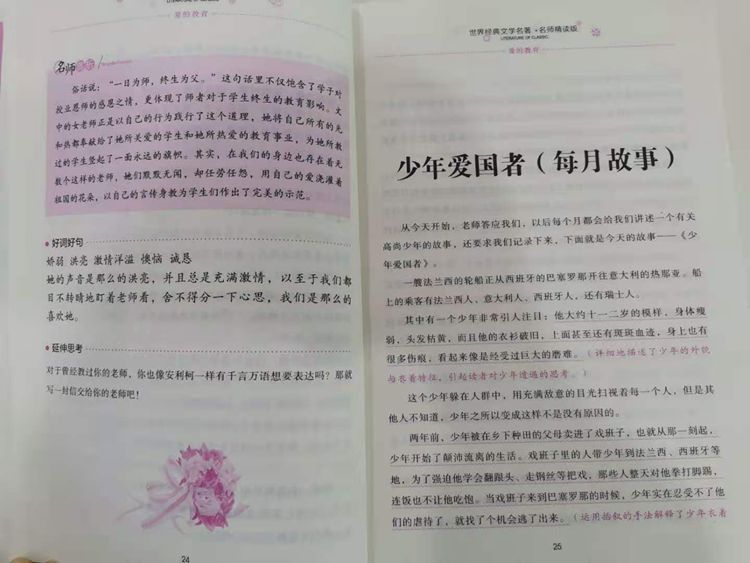 爱的教育
名师
俗话说：“一日为师，终生为父。”这句话里不仅饱含了学子对
授业恩师的感恩之情，更体现了师者对于学生终生的教育影响。文
中的女老师正是以自己的行为践行了这个道理，她将自己所有的光
和热都奉献给了她所关爱的学生和她所热爱的教育事业，为她所教
过的学生竖起了一面永远的旗帜。其实，在我们的身边也存在着无
数个这样的老师，她们默默无闻，却任劳任怨，用自己的爱浇灌着
祖国的花朵，以自己的言传身教为学生们作出了完美的示范。
好词好句
娇弱 洪亮 激情洋溢 懊恼 诚恳
她的声音是那么的洪亮，并且总是充满激情，以至于我们都
目不转睛地盯着老师看，舍不得分一下心思，我们是那么的
喜欢她。
延伸思考
对于曾经教过你的老师，你也像安利柯一样有千言万语想要表达吗？那就
写一封信交给你的老师吧！
24
世界经典文学名著·名师精读版
LITERATURE OF CLASSIC
爱的教育
少年爱国者（每月故事）
从今天开始，老师答应我们，以后每个月都会给我们讲述一个有关
高尚少年的故事，还要求我们记录下来，下面就是今天的故事——《少
年爱国者》。
一艘法兰西的轮船正从西班牙的巴塞罗那开往意大利的热那亚。船
上的乘客有法兰西人、意大利人、西班牙人，还有瑞士人。
其中有一个少年非常引人注目：他大约十一二岁的模样，身体瘦
弱，头发枯黄，而且他的衣衫破旧，上面甚至还有斑斑血迹，身上也有
很多伤痕，看起来像是经受过巨大的磨难。（详细地描述了少年的外貌
与衣着特征，引起读者对少年遭遇的思考。）
这个少年躲在人群中，用充满敌意的目光扫视着每一个人，但是其
他人不知道，少年之所以变成这样不是没有原因的。
两年前，少年被在乡下种田的父母卖进了戏班子，也就从那一刻起，
少年开始了颠沛流离的生活。戏班子里的人带少年到法兰西、西班牙等
地，为了强迫他学会翻跟头、走钢丝等把戏，那些人整天对他拳打脚踢，
连饭也不让他吃饱。当戏班子来到巴塞罗那的时候，少年实在忍受不了他
们的虐待了，就找了个机会逃了出来。（运用插叙的手法解释了少年衣着
25